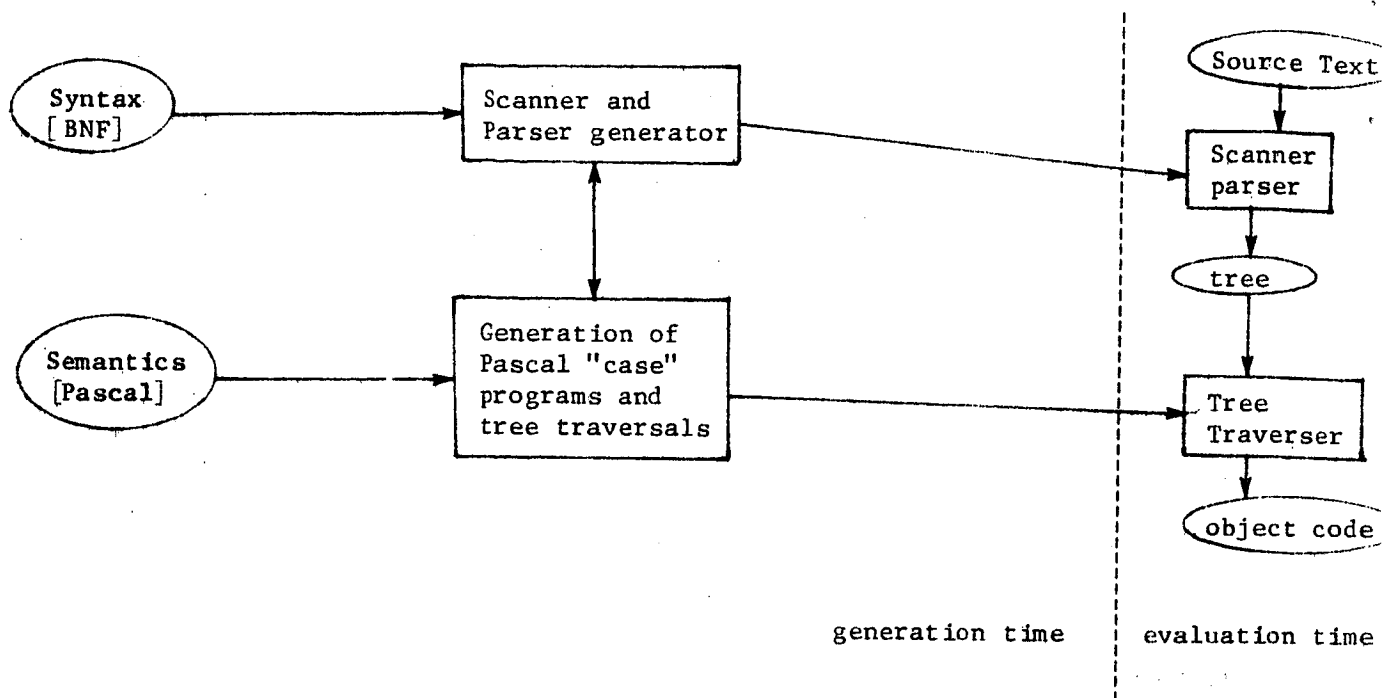 Syntax
[BNF]
Scanner and
Parser generator
Source Text
Scanner
parser
tree
Semantics
[Pascal]
Generation of
Pascal "case"
programs and
tree traversals
Tree
Traverser
object code
generation time
evaluation time